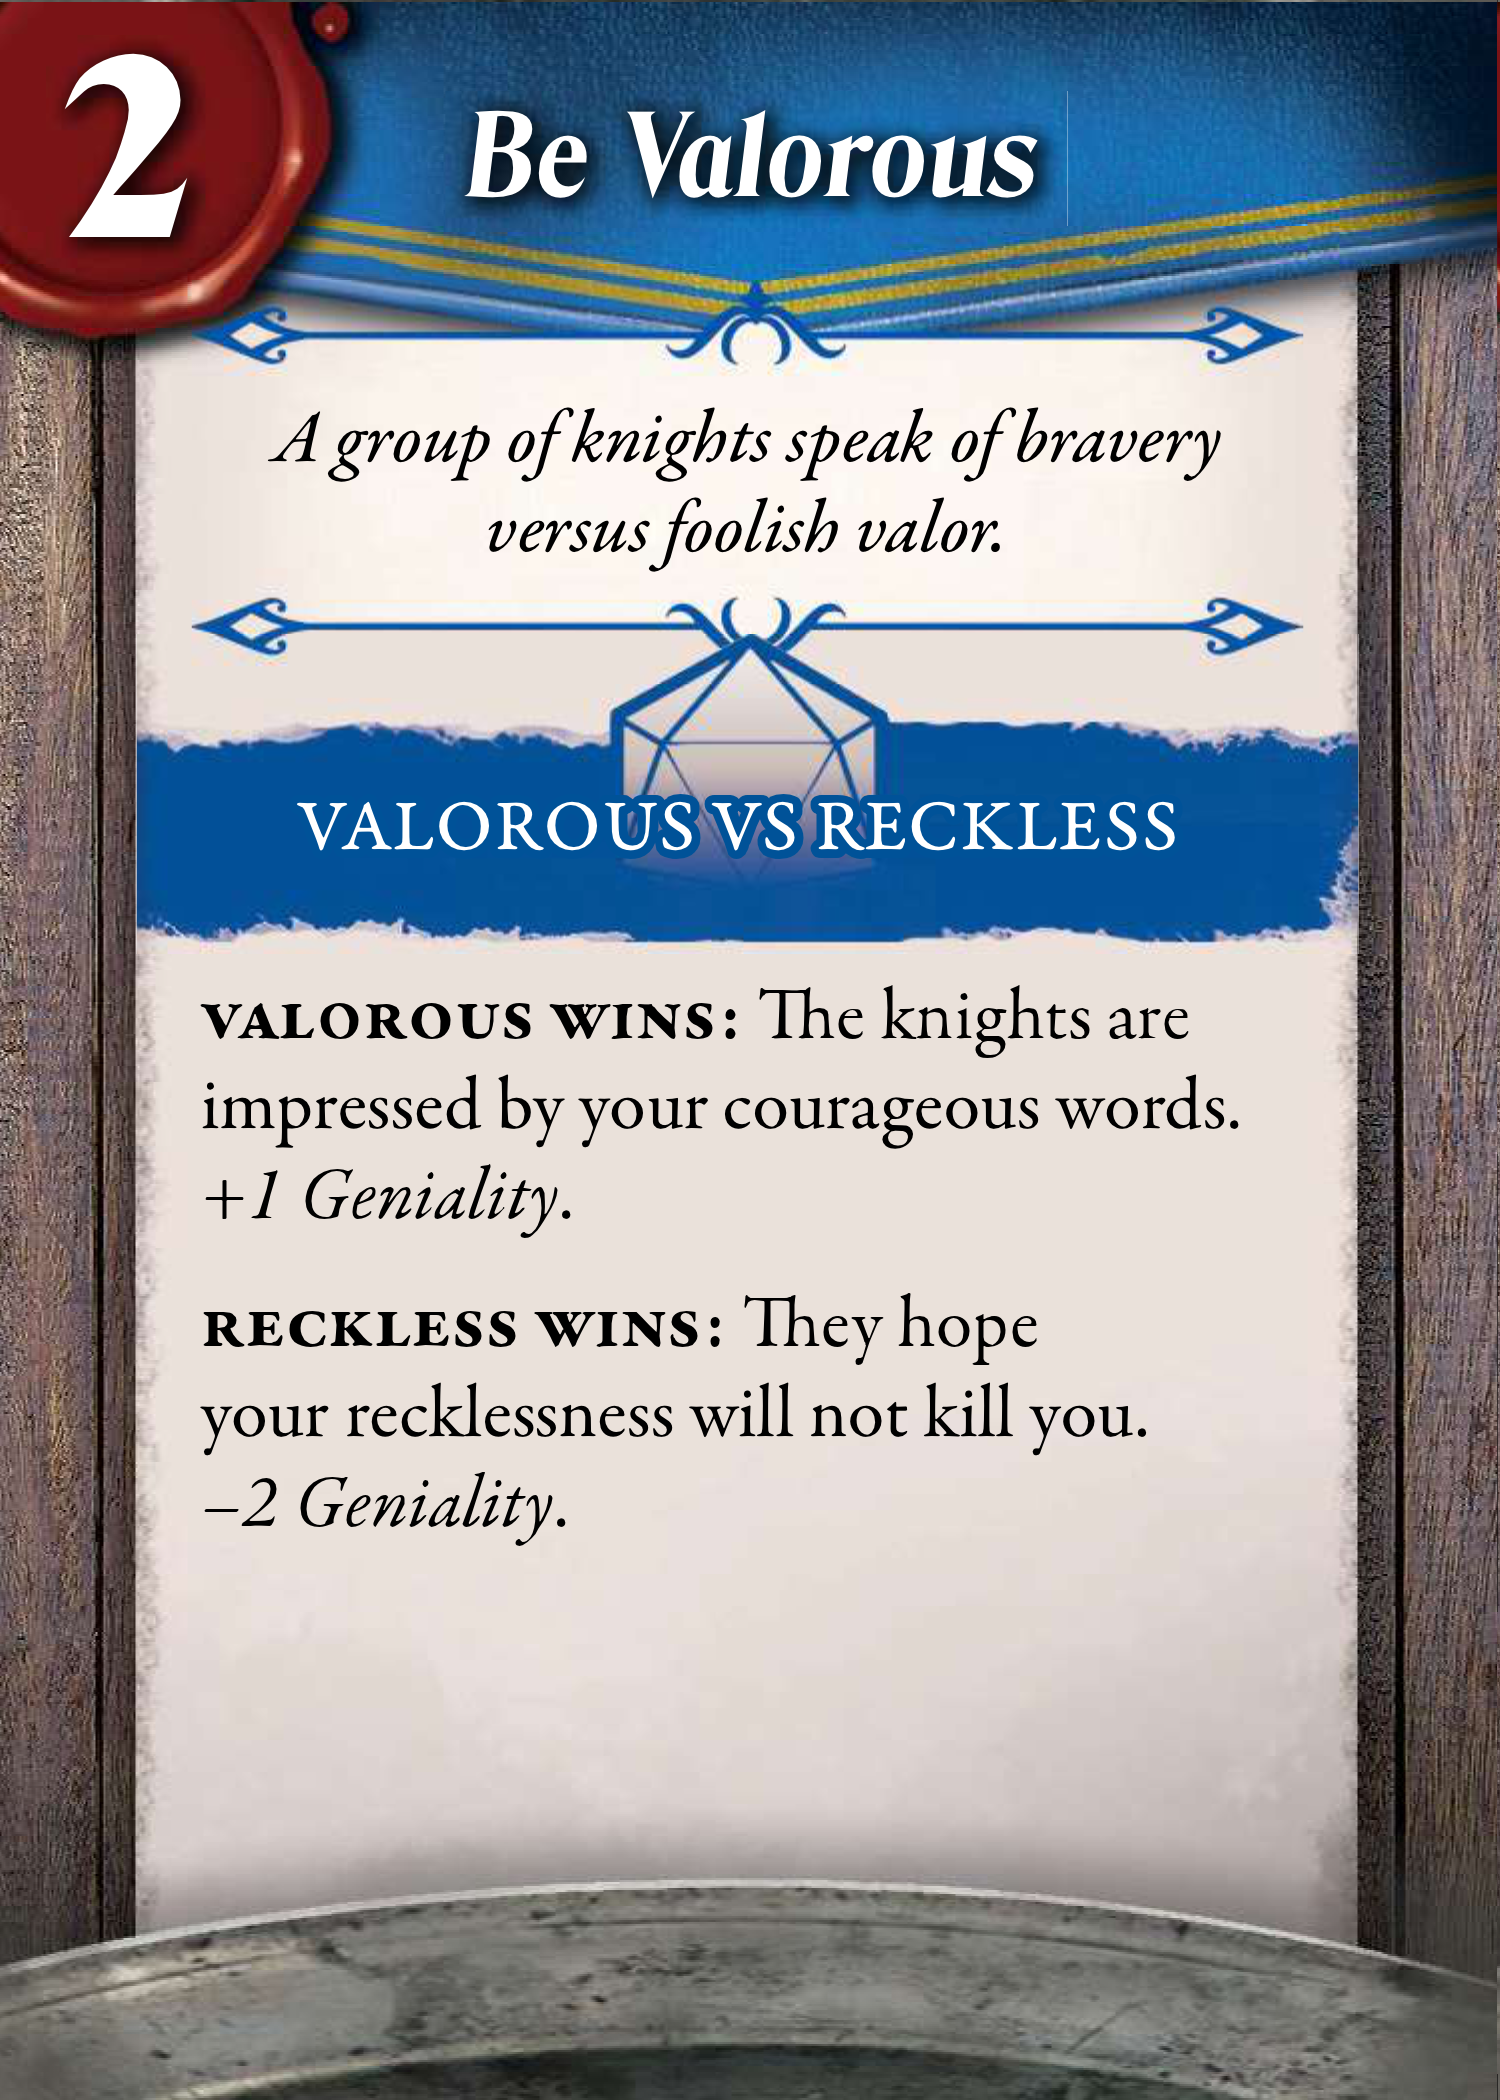 2
Be Valorous
A group of knights speak of bravery
versus foolish valor.
VALOROUS VS RECKLESS
VALOROUS WINS: The knights are
impressed by your courageous words.
+1 Geniality.
RECKLESS WINS: They hope
your recklessness will not kill you.
–2 Geniality.